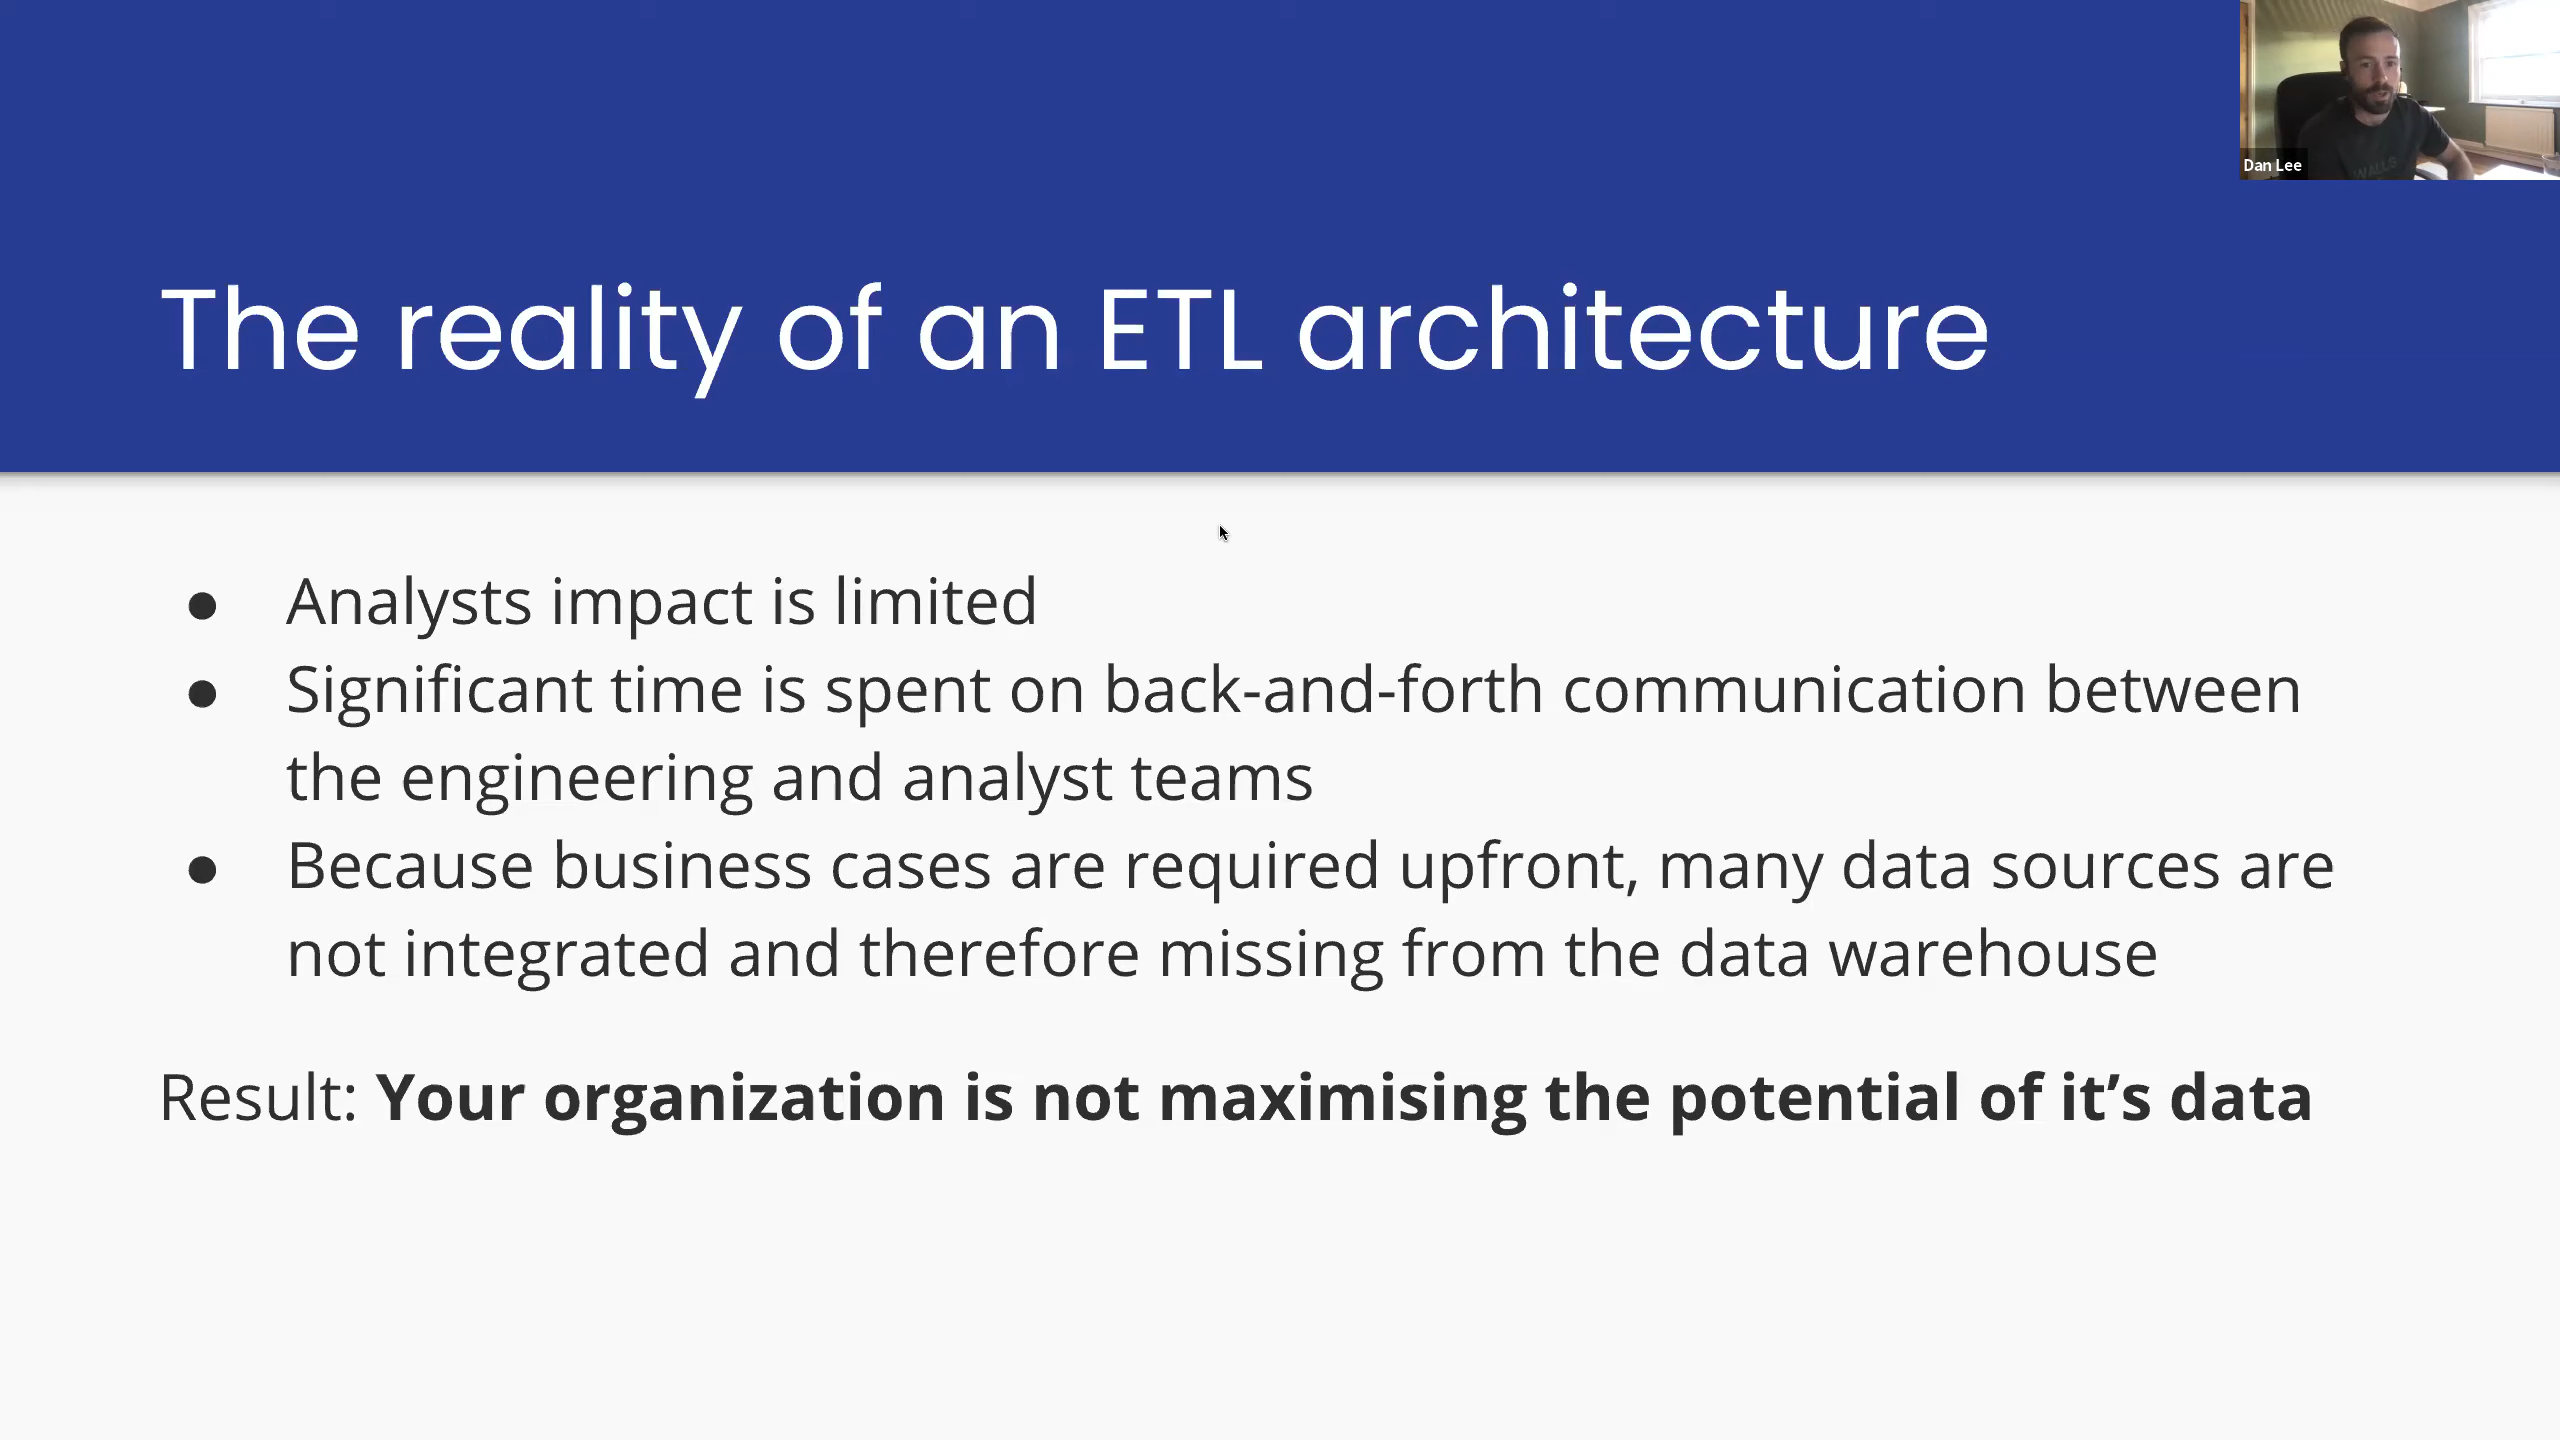 Dan Lee
The reality of an ETL architecture
● Analysts impact is limited
● Significant time is spent on back-and-forth communication between
the engineering and analyst teams
● Because business cases are required upfront, many data sources are
not integrated and therefore missing from the data warehouse
Result: Your organization is not maximising the potential of it’s data